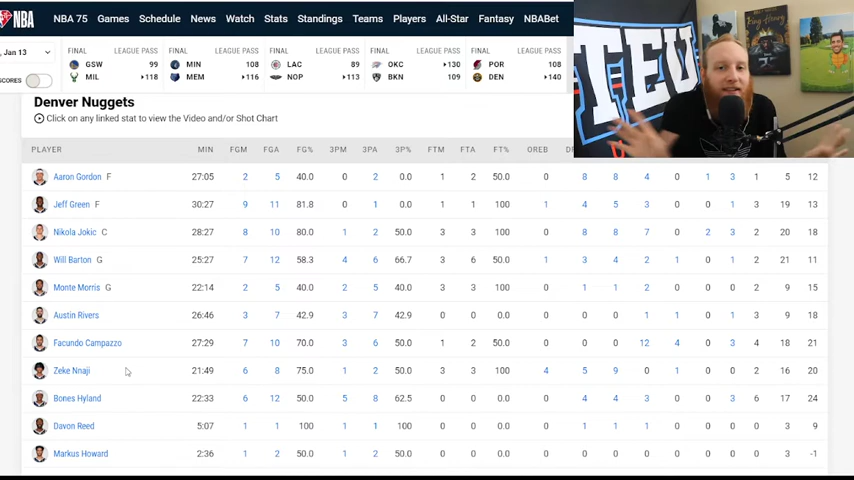 NBA NBA 75 Games Schedule News Watch Stats Standings Teams Players All-Star Fantasy NBABet
, Jan 13
SCORES
FINAL LEAGUE PASS
GSW 99
MIL 118
FINAL LEAGUE PASS
MIN 108
MEM 116
FINAL LEAGUE PASS
LAC 89
NOP 113
FINAL LEAGUE PASS
OKC 130
BKN 109
FINAL LEAGUE PASS
POR 108
DEN 140
TEU
Denver Nuggets
Click on any linked stat to view the Video and/or Shot Chart
PLAYER MIN FGM FGA FG% 3PM 3PA 3P% FTM FTA FT% OREB
Aaron Gordon F 27:05 2 5 40.0 0 2 0.0 1 2 50.0 0 8 8 4 0 1 3 1 5 12
Jeff Green F 30:27 9 11 81.8 0 1 0.0 1 1 100 1 4 5 3 0 0 1 3 19 13
Nikola Jokic C 28:27 8 10 80.0 1 2 50.0 3 3 100 0 8 8 7 0 2 3 2 20 18
Will Barton G 25:27 7 12 58.3 4 6 66.7 3 6 50.0 1 3 4 2 1 0 1 2 21 11
Monte Morris G 22:14 2 5 40.0 2 5 40.0 3 3 100 0 1 1 2 0 0 0 2 9 15
Austin Rivers 26:46 3 7 42.9 3 7 42.9 0 0 0.0 0 0 0 1 1 0 1 3 9 18
Facundo Campazzo 27:29 7 10 70.0 3 6 50.0 1 2 50.0 0 0 0 12 4 0 3 4 18 21
Zeke Nnaji 21:49 6 8 75.0 1 2 50.0 3 3 100 4 5 9 0 1 0 0 2 16 20
Bones Hyland 22:33 6 12 50.0 5 8 62.5 0 0 0.0 0 4 4 3 0 0 3 6 17 24
Davon Reed 5:07 1 1 100 1 1 100 0 0 0.0 0 1 1 1 0 0 0 0 3 9
Markus Howard 2:36 1 2 50.0 1 2 50.0 0 0 0.0 0 0 0 0 0 0 0 0 3 -1